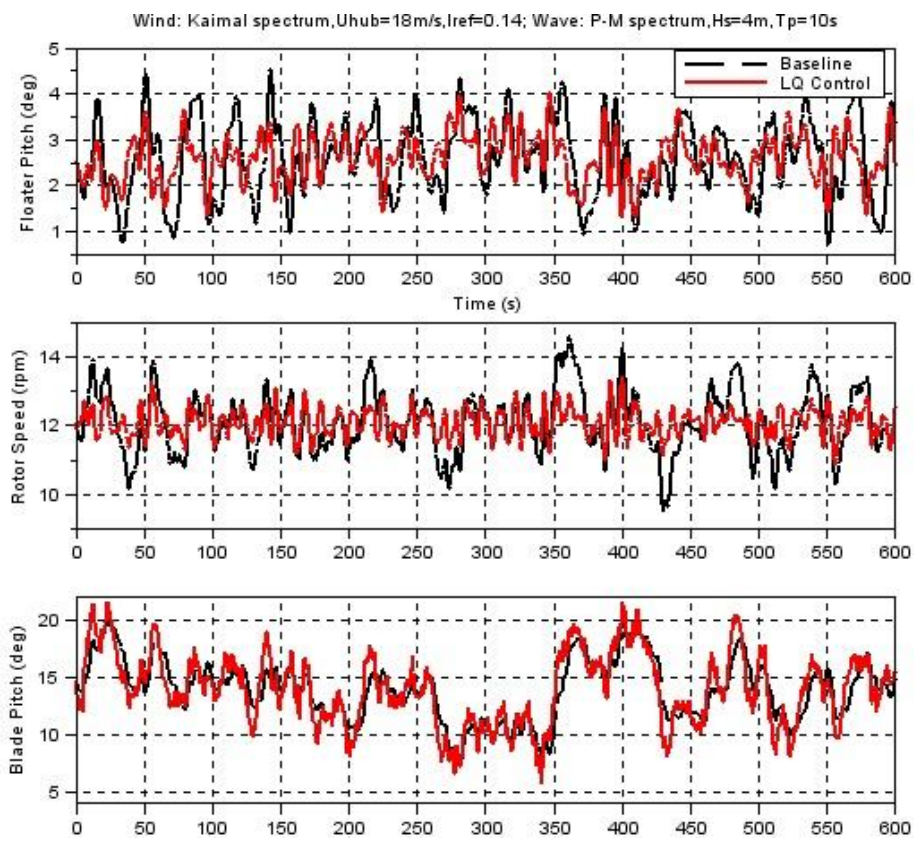 Wind: Kaimal spectrum,Uhub=18m/s,Iref=0.14; Wave: P-M spectrum,Hs=4m,Tp=10s
Floater Pitch (deg)
5
4
3
2
1
Baseline
LQ Control
0 50 100 150 200 250 300 350 400 450 500 550 600
Time (s)
Rotor Speed (rpm)
14
12
10
0 50 100 150 200 250 300 350 400 450 500 550 600
Blade Pitch (deg)
20
15
10
5
0 50 100 150 200 250 300 350 400 450 500 550 600